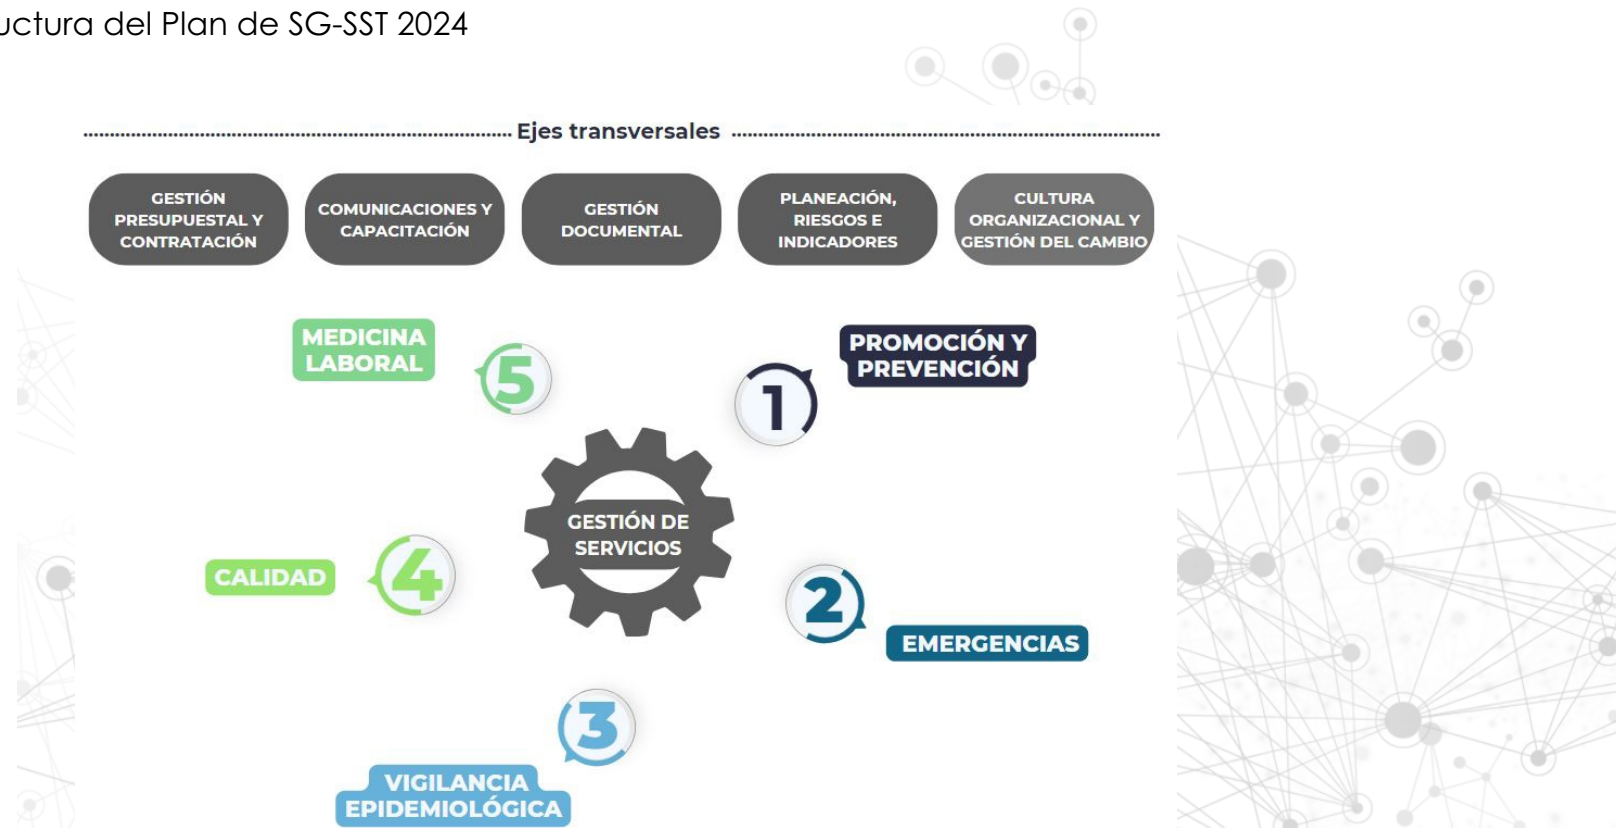 uctura del Plan de SG-SST 2024
Ejes transversales
GESTIÓN
PRESUPUESTAL Y
CONTRATACIÓN
COMUNICACIONES Y
CAPACITACIÓN
GESTIÓN
DOCUMENTAL
PLANEACIÓN,
RIESGOS E
INDICADORES
CULTURA
ORGANIZACIONAL Y
GESTIÓN DEL CAMBIO
MEDICINA
LABORAL
5
1
PROMOCIÓN Y
PREVENCIÓN
GESTIÓN DE
SERVICIOS
CALIDAD
4
2
EMERGENCIAS
3
VIGILANCIA
EPIDEMIOLÓGICA